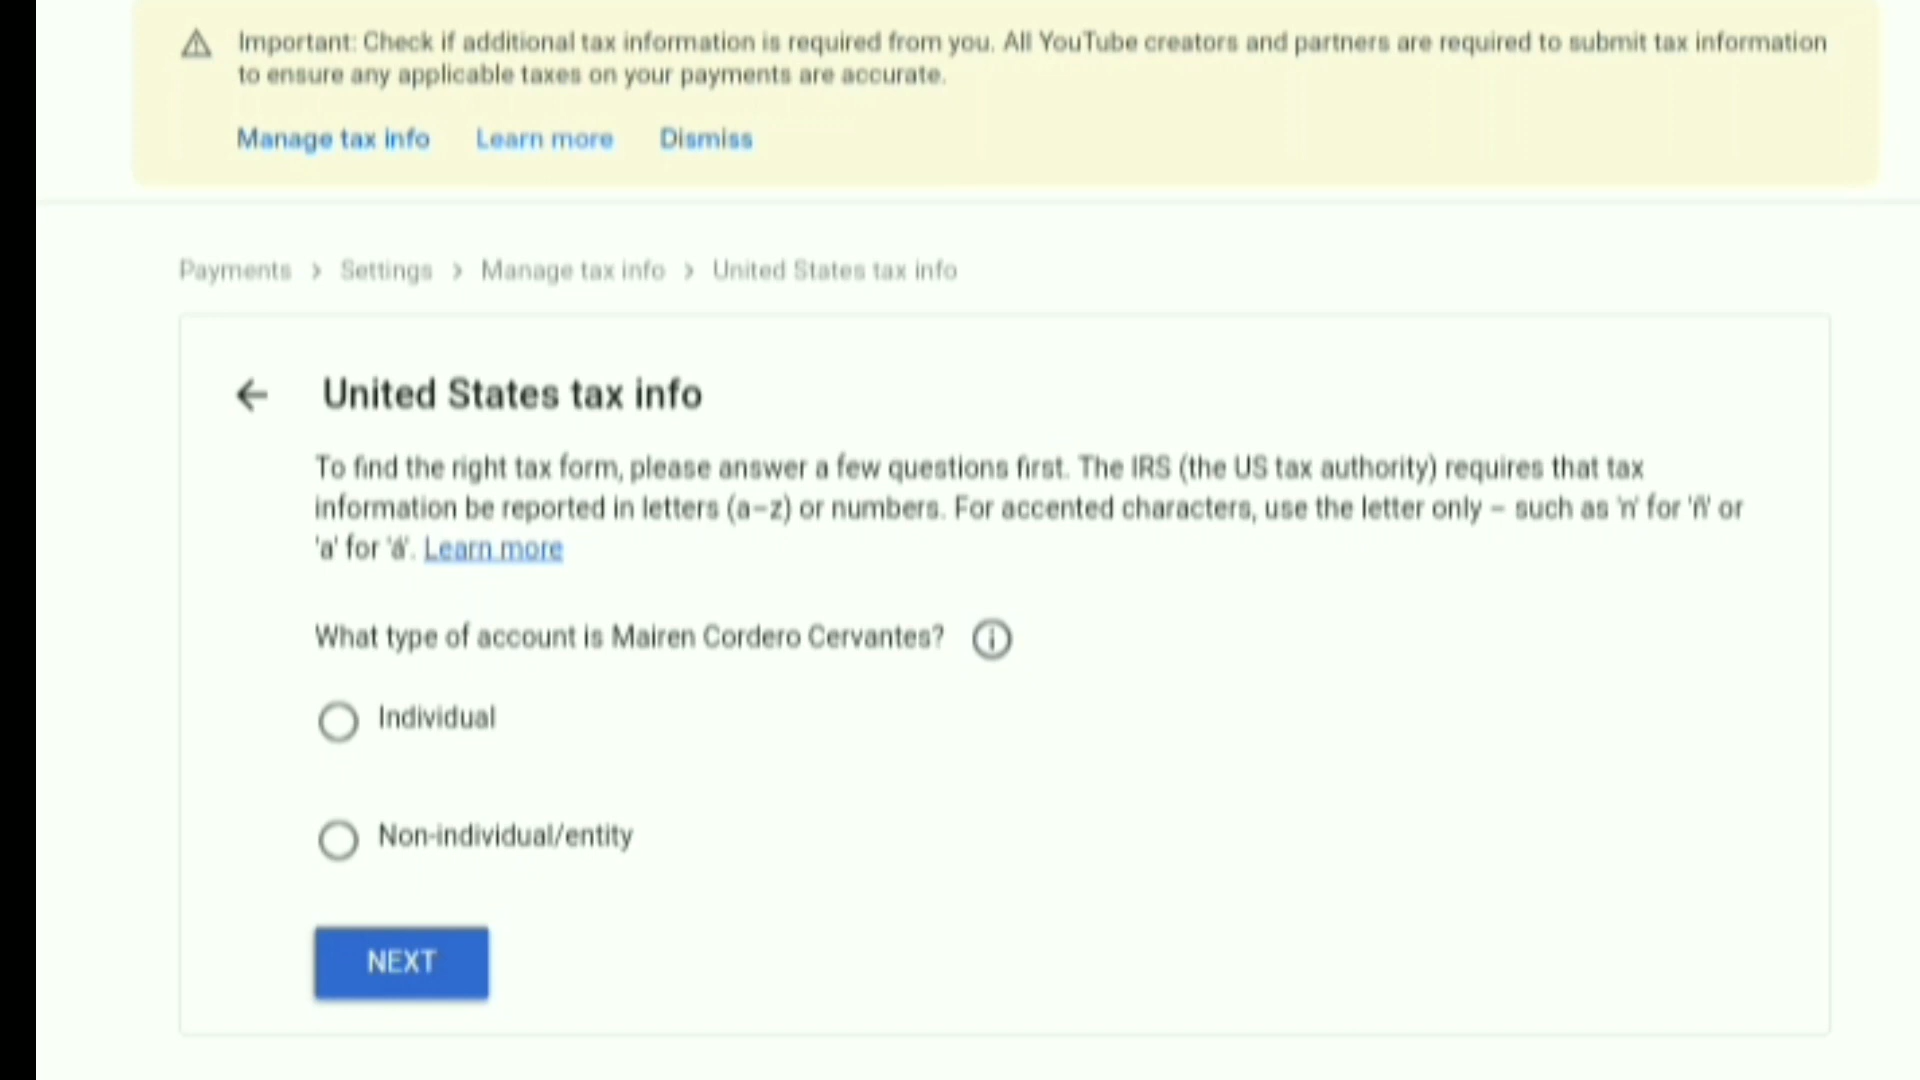 Important: Check if additional tax information is required from you. All YouTube creators and partners are required to submit tax information
to ensure any applicable taxes on your payments are accurate.
Manage tax info Learn more Dismiss
Payments > Settings > Manage tax info > United States tax info
United States tax info
To find the right tax form, please answer a few questions first. The IRS (the US tax authority) requires that tax
information be reported in letters (a–z) or numbers. For accented characters, use the letter only – such as 'n' for 'ñ' or
'a' for 'á'. Learn more
What type of account is Mairen Cordero Cervantes?
Individual
Non-individual/entity
NEXT